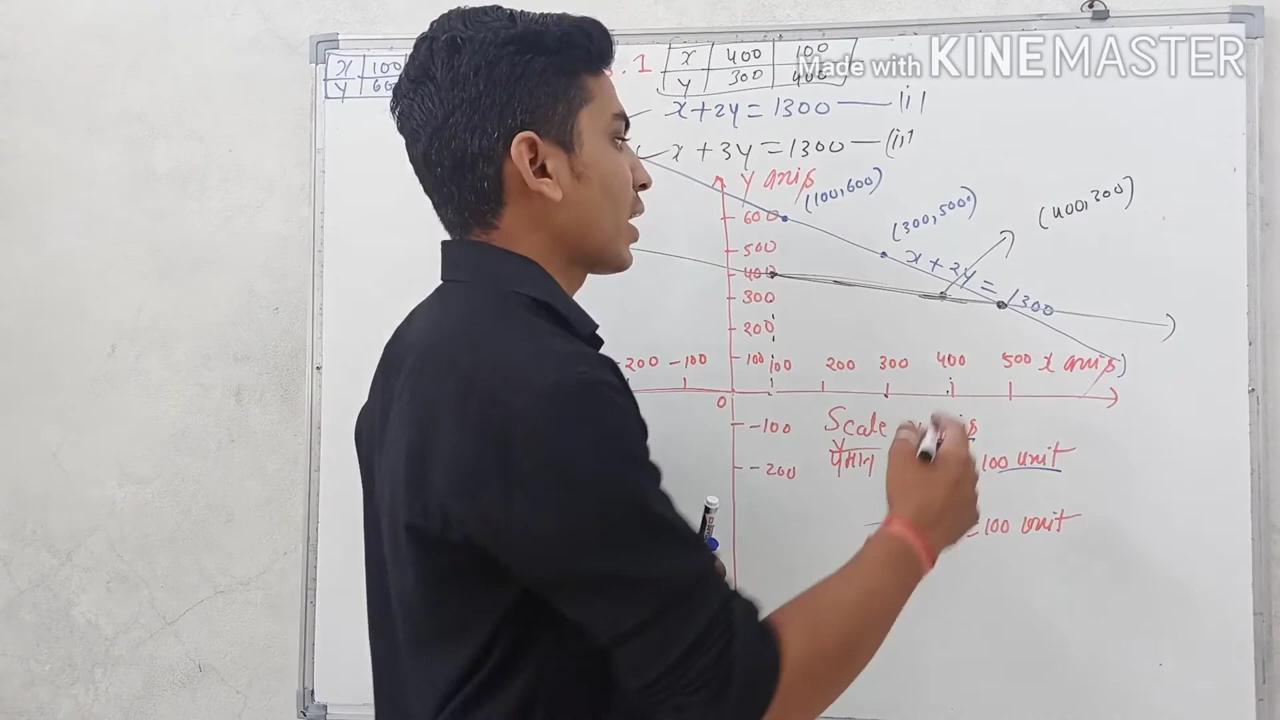 x 100
y
.1
x 400 100
y 300 400
Made with KINEMASTER
x+2y=1300 —(i)
x+3y=1300—(ii)
y axis
(100,600)
(300,500)
(400,300)
600
500
400
300
200
100
x+2y=1300
-200 -100 100 200 300 400 500 x axis
0
-100
-200
Scale
पैमाना
100 unit
=100 unit